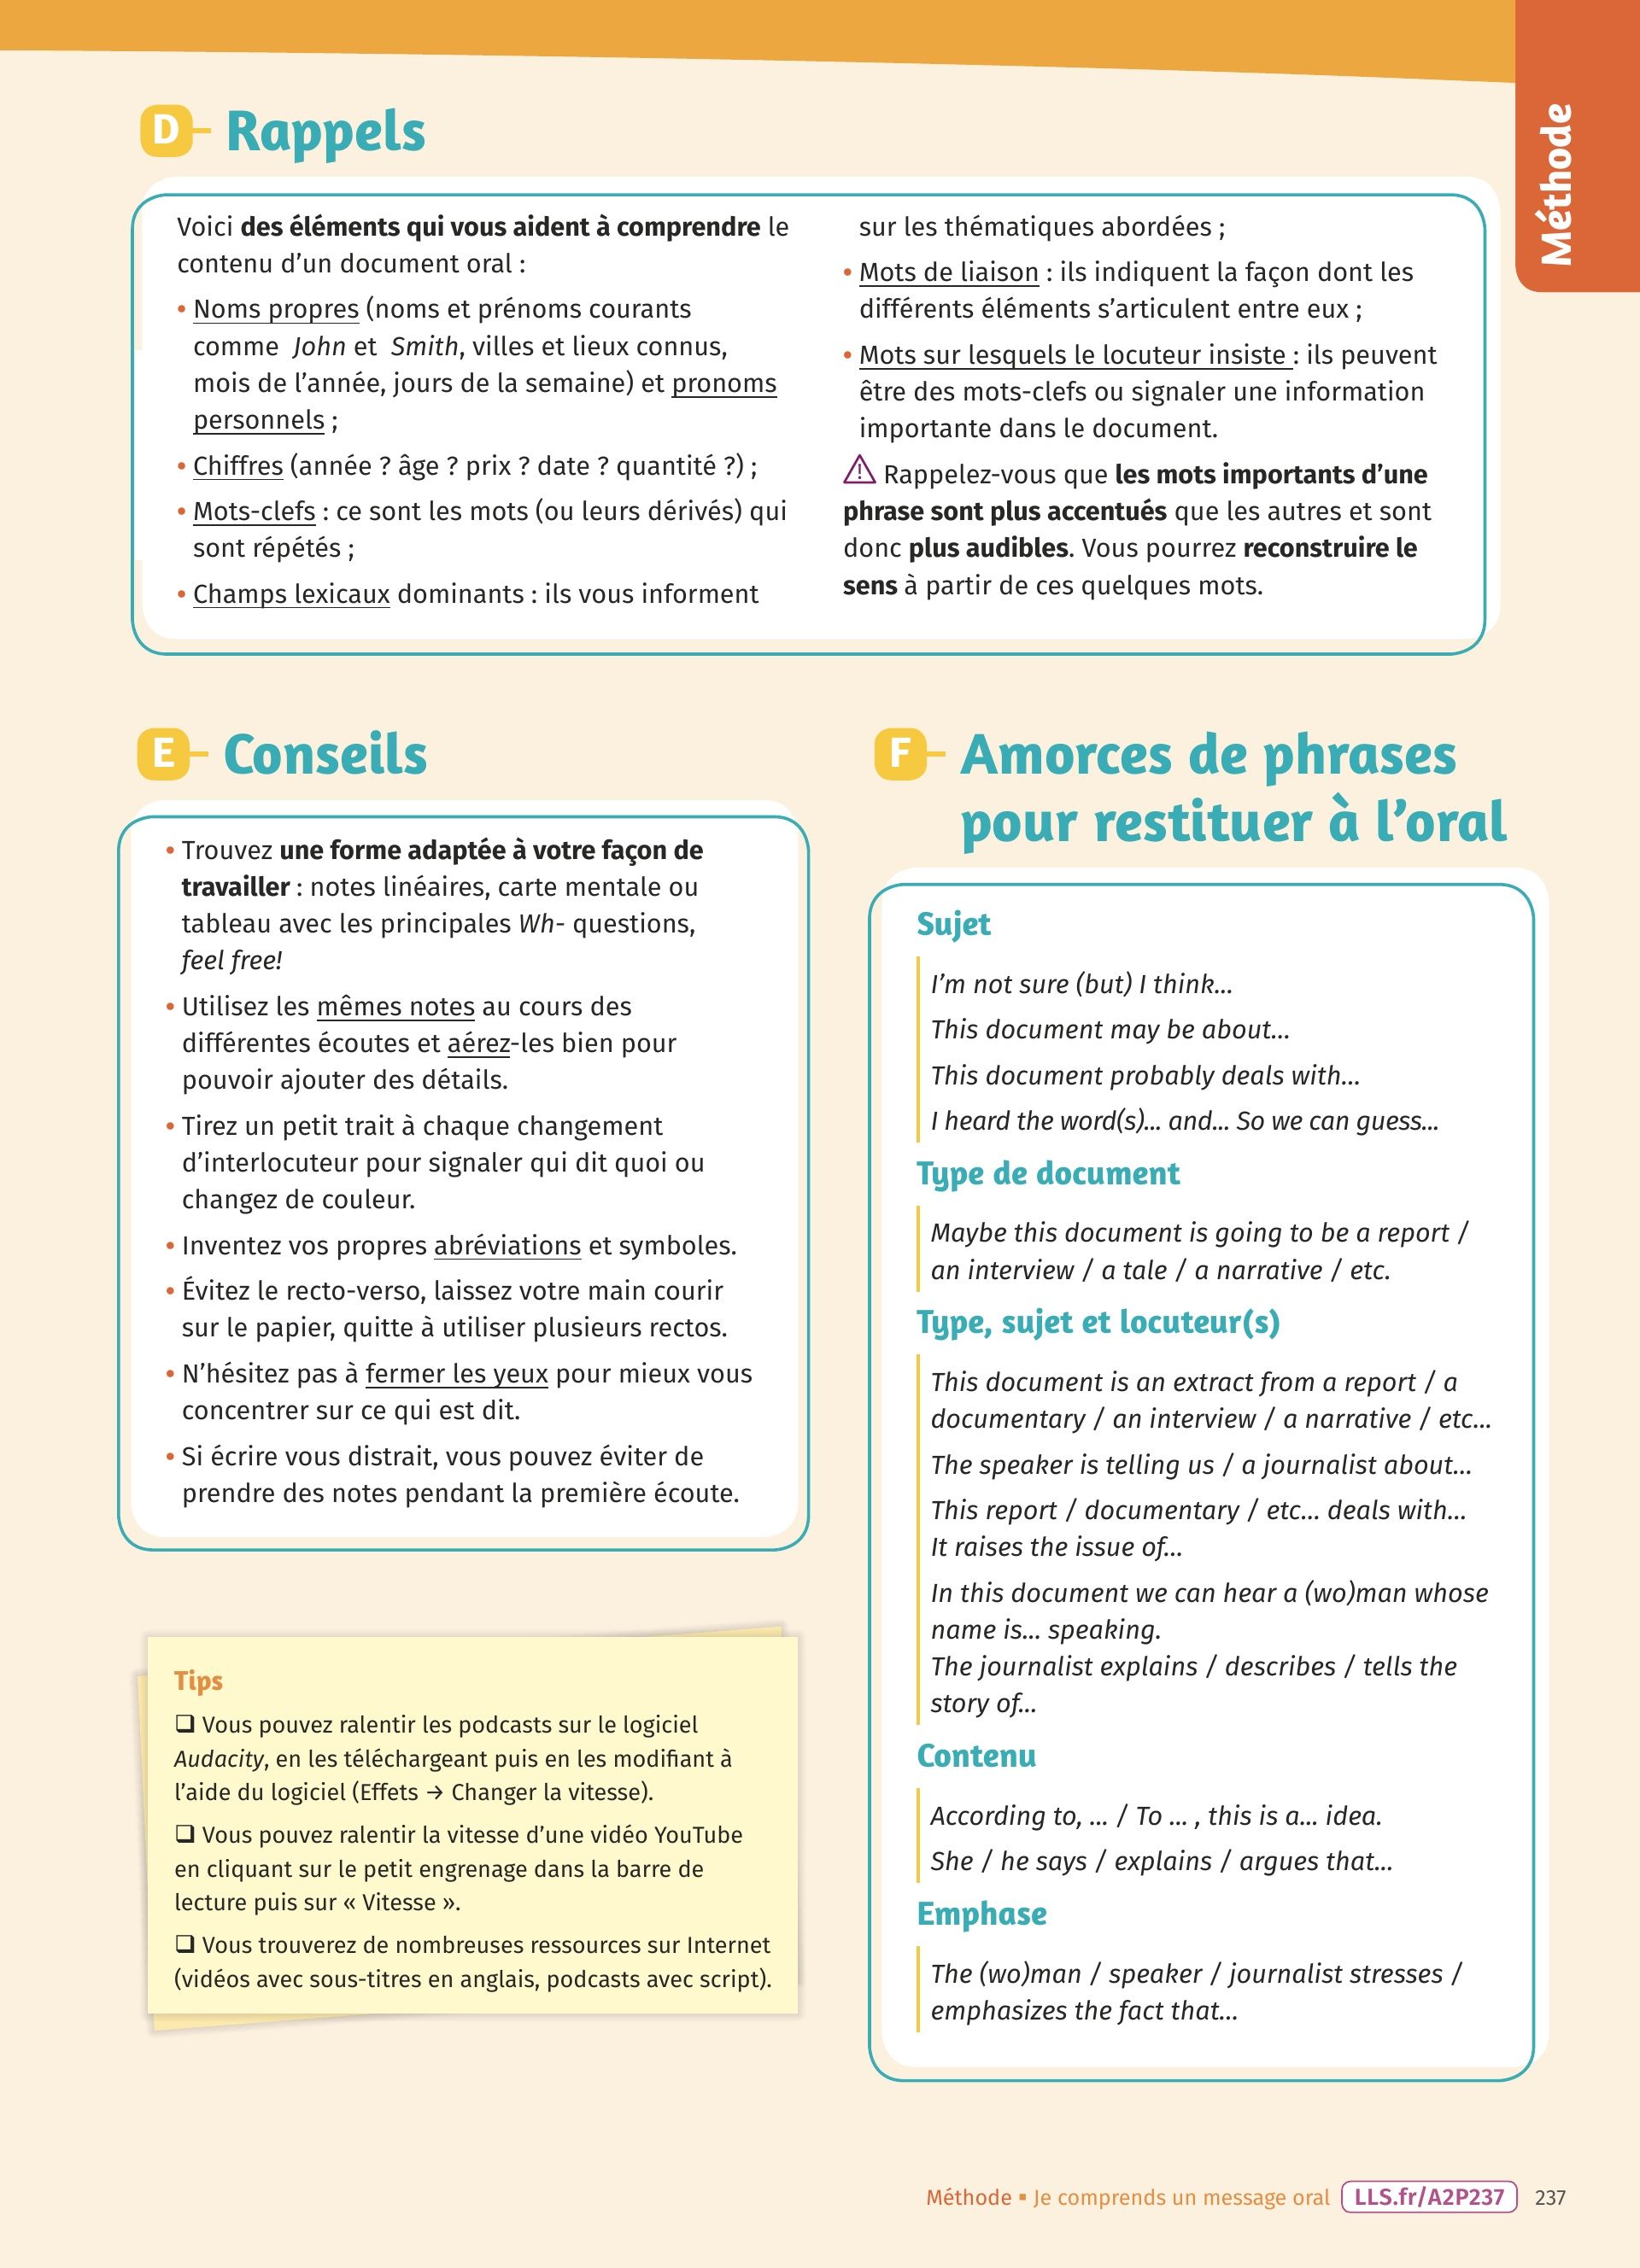 Méthode
D Rappels
Voici des éléments qui vous aident à comprendre le
contenu d’un document oral :
• Noms propres (noms et prénoms courants
comme John et Smith, villes et lieux connus,
mois de l’année, jours de la semaine) et pronoms
personnels ;
• Chiffres (année ? âge ? prix ? date ? quantité ?) ;
• Mots-clefs : ce sont les mots (ou leurs dérivés) qui
sont répétés ;
• Champs lexicaux dominants : ils vous informent
sur les thématiques abordées ;
• Mots de liaison : ils indiquent la façon dont les
différents éléments s’articulent entre eux ;
• Mots sur lesquels le locuteur insiste : ils peuvent
être des mots-clefs ou signaler une information
importante dans le document.
⚠ Rappelez-vous que les mots importants d’une
phrase sont plus accentués que les autres et sont
donc plus audibles. Vous pourrez reconstruire le
sens à partir de ces quelques mots.
E Conseils
• Trouvez une forme adaptée à votre façon de
travailler : notes linéaires, carte mentale ou
tableau avec les principales Wh- questions,
feel free!
• Utilisez les mêmes notes au cours des
différentes écoutes et aérez-les bien pour
pouvoir ajouter des détails.
• Tirez un petit trait à chaque changement
d’interlocuteur pour signaler qui dit quoi ou
changez de couleur.
• Inventez vos propres abréviations et symboles.
• Évitez le recto-verso, laissez votre main courir
sur le papier, quitte à utiliser plusieurs rectos.
• N’hésitez pas à fermer les yeux pour mieux vous
concentrer sur ce qui est dit.
• Si écrire vous distrait, vous pouvez éviter de
prendre des notes pendant la première écoute.
Tips
❑ Vous pouvez ralentir les podcasts sur le logiciel
Audacity, en les téléchargeant puis en les modifiant à
l’aide du logiciel (Effets → Changer la vitesse).
❑ Vous pouvez ralentir la vitesse d’une vidéo YouTube
en cliquant sur le petit engrenage dans la barre de
lecture puis sur « Vitesse ».
❑ Vous trouverez de nombreuses ressources sur Internet
(vidéos avec sous-titres en anglais, podcasts avec script).
F Amorces de phrases
pour restituer à l’oral
Sujet
I’m not sure (but) I think...
This document may be about...
This document probably deals with...
I heard the word(s)... and... So we can guess...
Type de document
Maybe this document is going to be a report /
an interview / a tale / a narrative / etc.
Type, sujet et locuteur(s)
This document is an extract from a report / a
documentary / an interview / a narrative / etc...
The speaker is telling us / a journalist about...
This report / documentary / etc... deals with...
It raises the issue of...
In this document we can hear a (wo)man whose
name is... speaking.
The journalist explains / describes / tells the
story of...
Contenu
According to, ... / To ... , this is a... idea.
She / he says / explains / argues that...
Emphase
The (wo)man / speaker / journalist stresses /
emphasizes the fact that...
Méthode ▪ Je comprends un message oral LLS.fr/A2P237 237